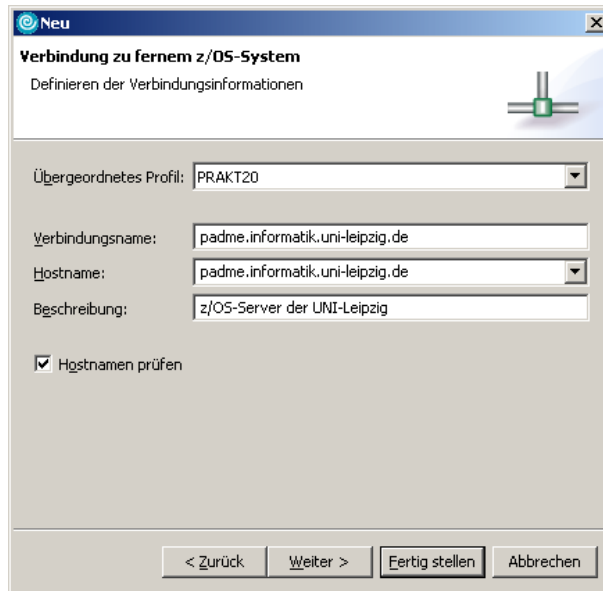 Neu
Verbindung zu fernem z/OS-System
Definieren der Verbindungsinformationen
Übergeordnetes Profil: PRAKT20
Verbindungsname: padme.informatik.uni-leipzig.de
Hostname: padme.informatik.uni-leipzig.de
Beschreibung: z/OS-Server der UNI-Leipzig
Hostnamen prüfen
< Zurück Weiter > Fertig stellen Abbrechen